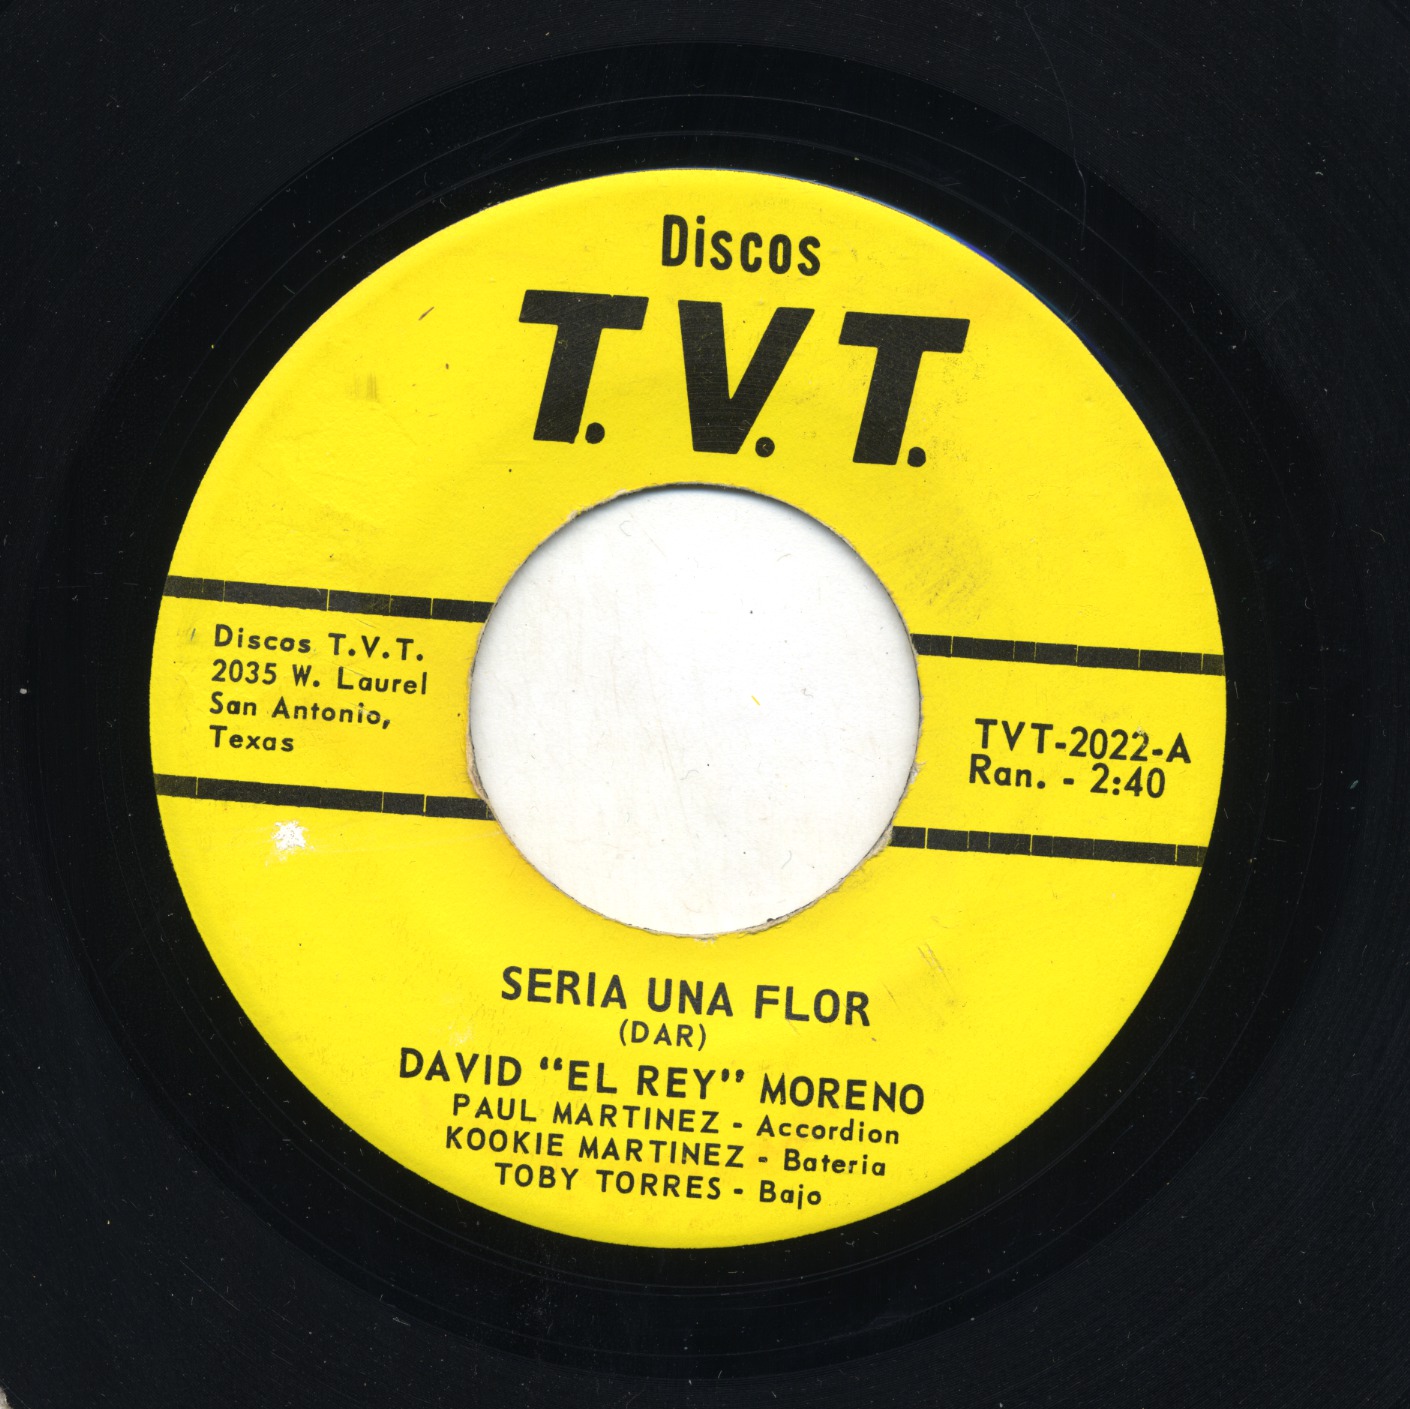 Discos
T.V.T.
Discos T.V.T.
2035 W. Laurel
San Antonio,
Texas
TVT-2022-A
Ran. - 2:40
SERIA UNA FLOR
(DAR)
DAVID “EL REY” MORENO
PAUL MARTINEZ - Accordion
KOOKIE MARTINEZ - Bateria
TOBY TORRES - Bajo